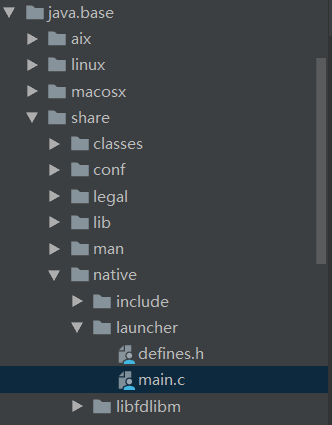 java.base
aix
linux
macosx
share
classes
conf
legal
lib
man
native
include
launcher
defines.h
main.c
libfdlibm